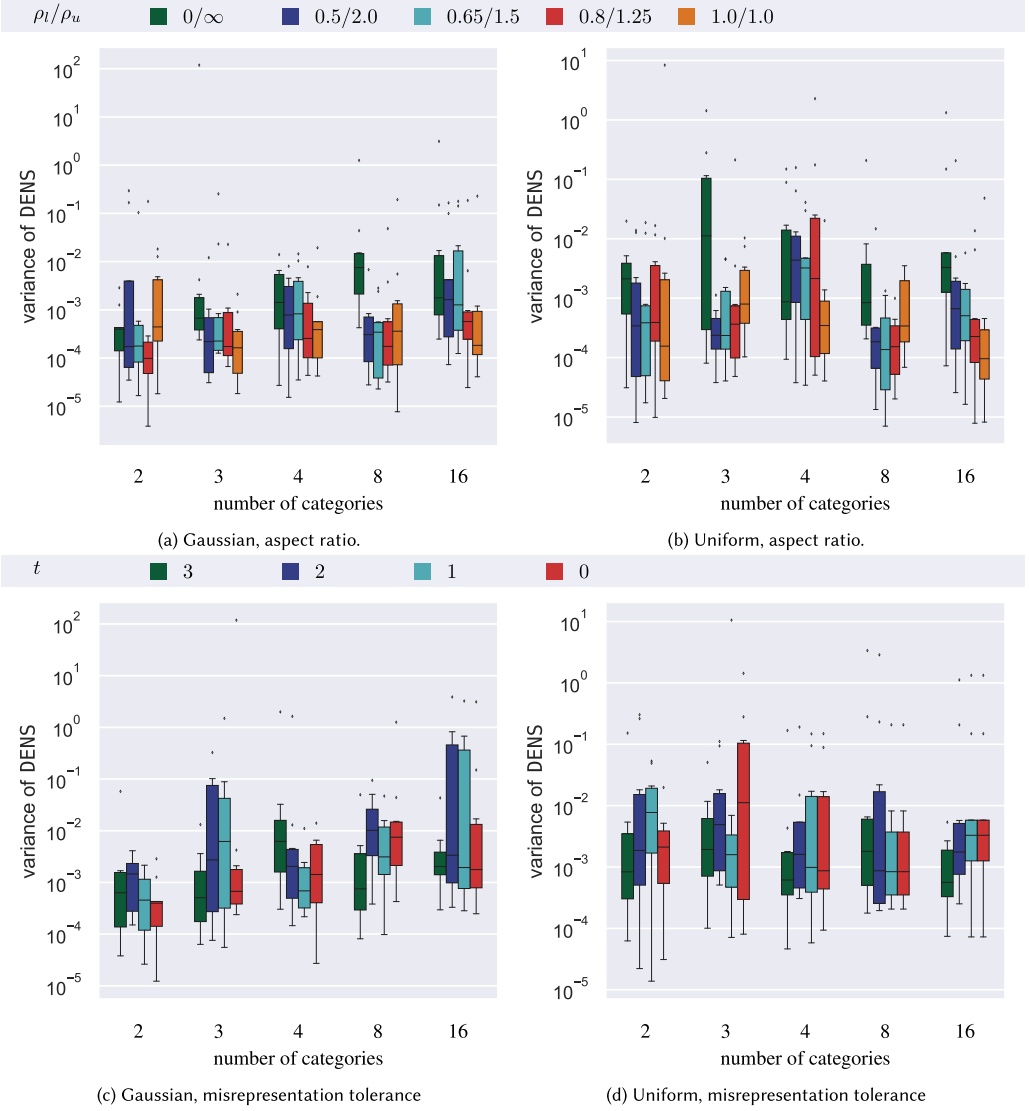 ρl/ρu 0/∞ 0.5/2.0 0.65/1.5 0.8/1.25 1.0/1.0
variance of DENS
10^2
10^1
10^0
10^−1
10^−2
10^−3
10^−4
10^−5
2 3 4 8 16
number of categories
(a) Gaussian, aspect ratio.
variance of DENS
10^1
10^0
10^−1
10^−2
10^−3
10^−4
10^−5
2 3 4 8 16
number of categories
(b) Uniform, aspect ratio.
t 3 2 1 0
variance of DENS
10^2
10^1
10^0
10^−1
10^−2
10^−3
10^−4
10^−5
2 3 4 8 16
number of categories
(c) Gaussian, misrepresentation tolerance
variance of DENS
10^1
10^0
10^−1
10^−2
10^−3
10^−4
10^−5
2 3 4 8 16
number of categories
(d) Uniform, misrepresentation tolerance